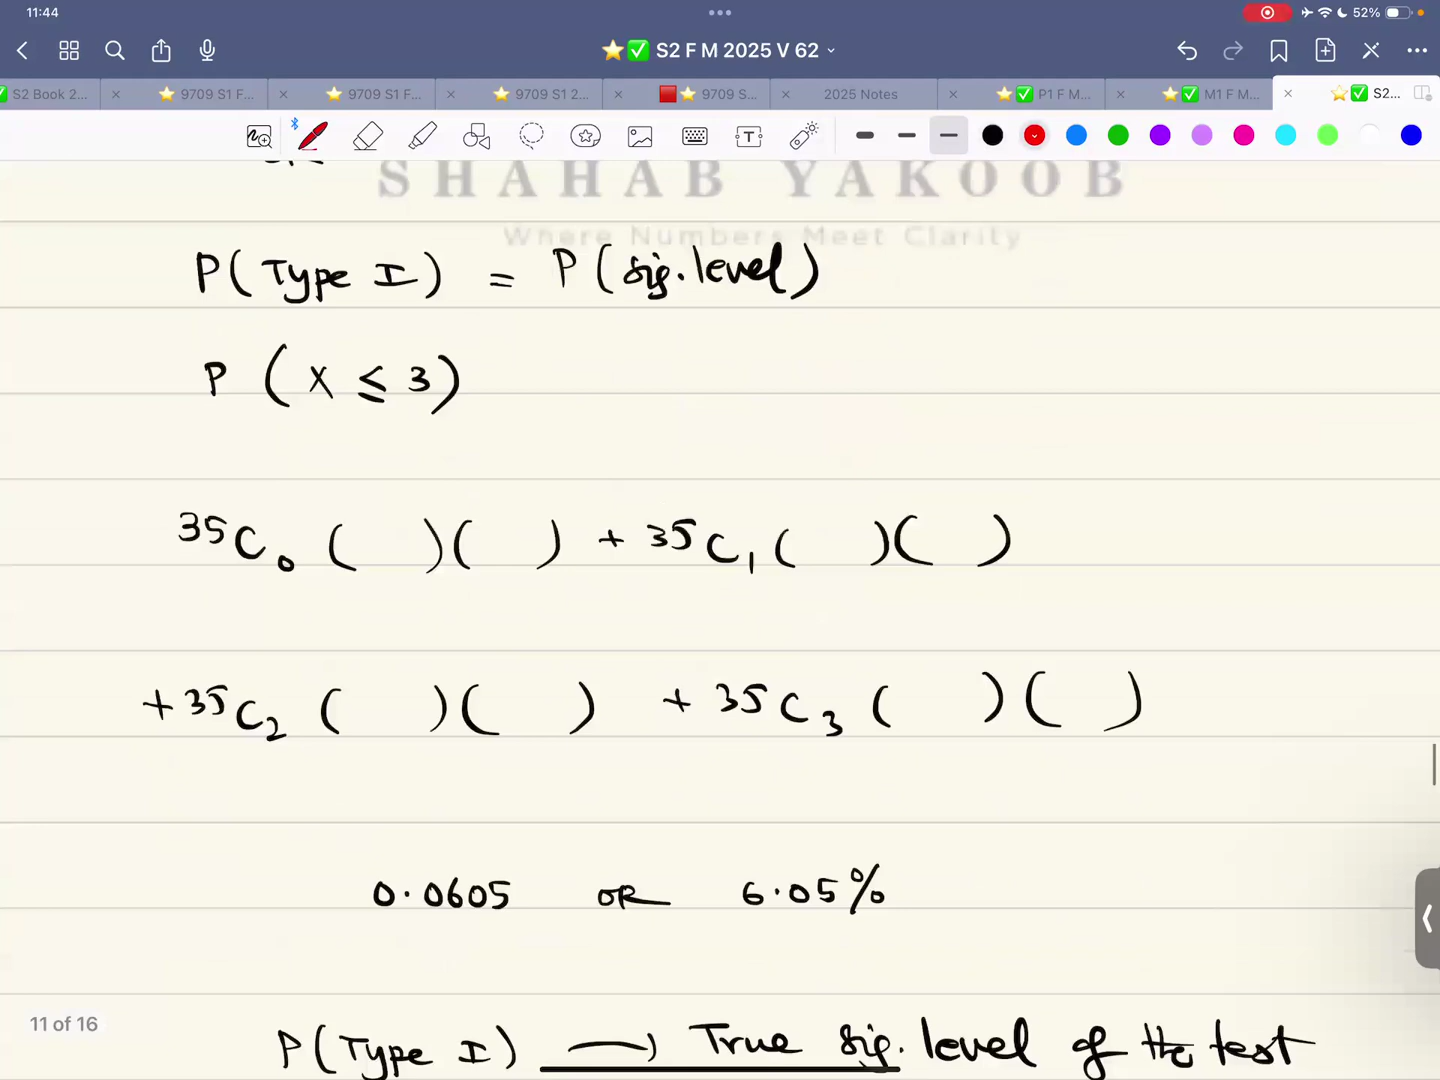 11:44
52%
S2 F M 2025 V 62
S2 Book 2...
9709 S1 F...
9709 S1 F...
9709 S1 2...
9709 S...
2025 Notes
P1 F M...
M1 F M...
S2...
SHAHAB YAKOOB
Where Numbers Meet Clarity
P(Type I) = P(sig. level)
P (X ≤ 3)
³⁵C₀ ( )( ) + ³⁵C₁ ( )( )
+ ³⁵C₂ ( )( ) + ³⁵C₃ ( )( )
0.0605 OR 6.05%
11 of 16
P(Type I) → True sig. level of the test